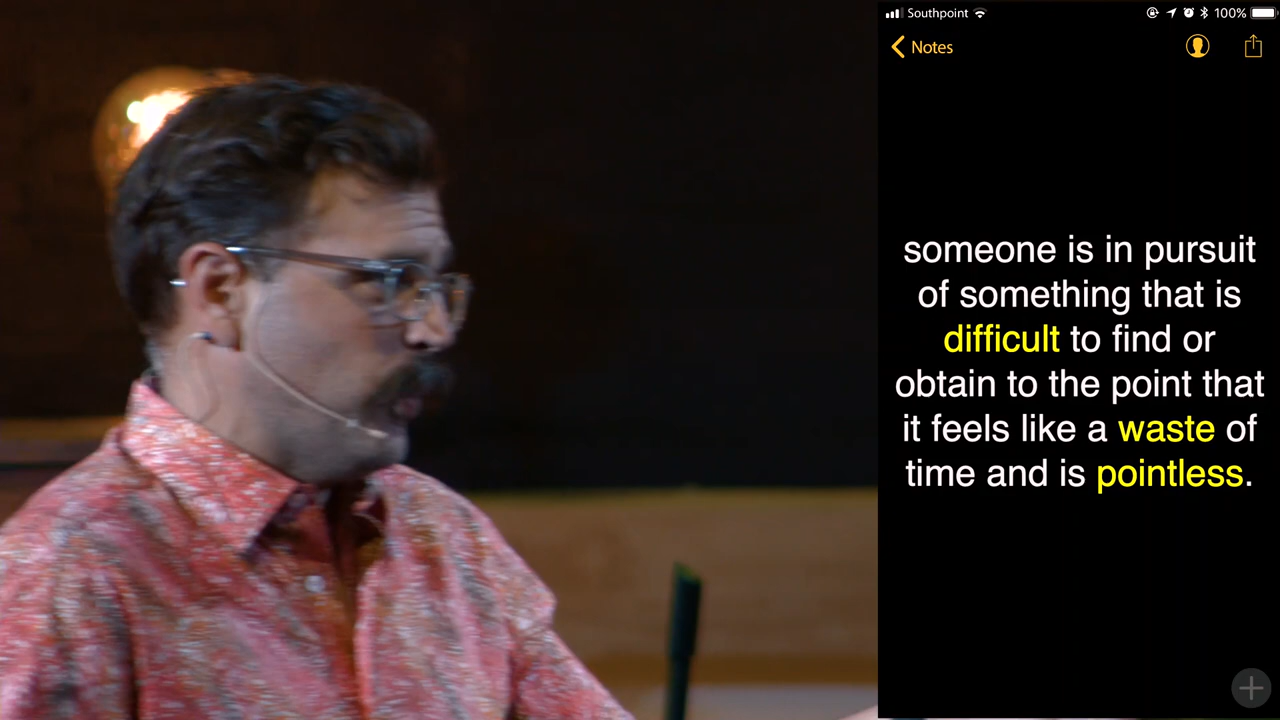 Southpoint 100%
Notes
someone is in pursuit
of something that is
difficult to find or
obtain to the point that
it feels like a waste of
time and is pointless.